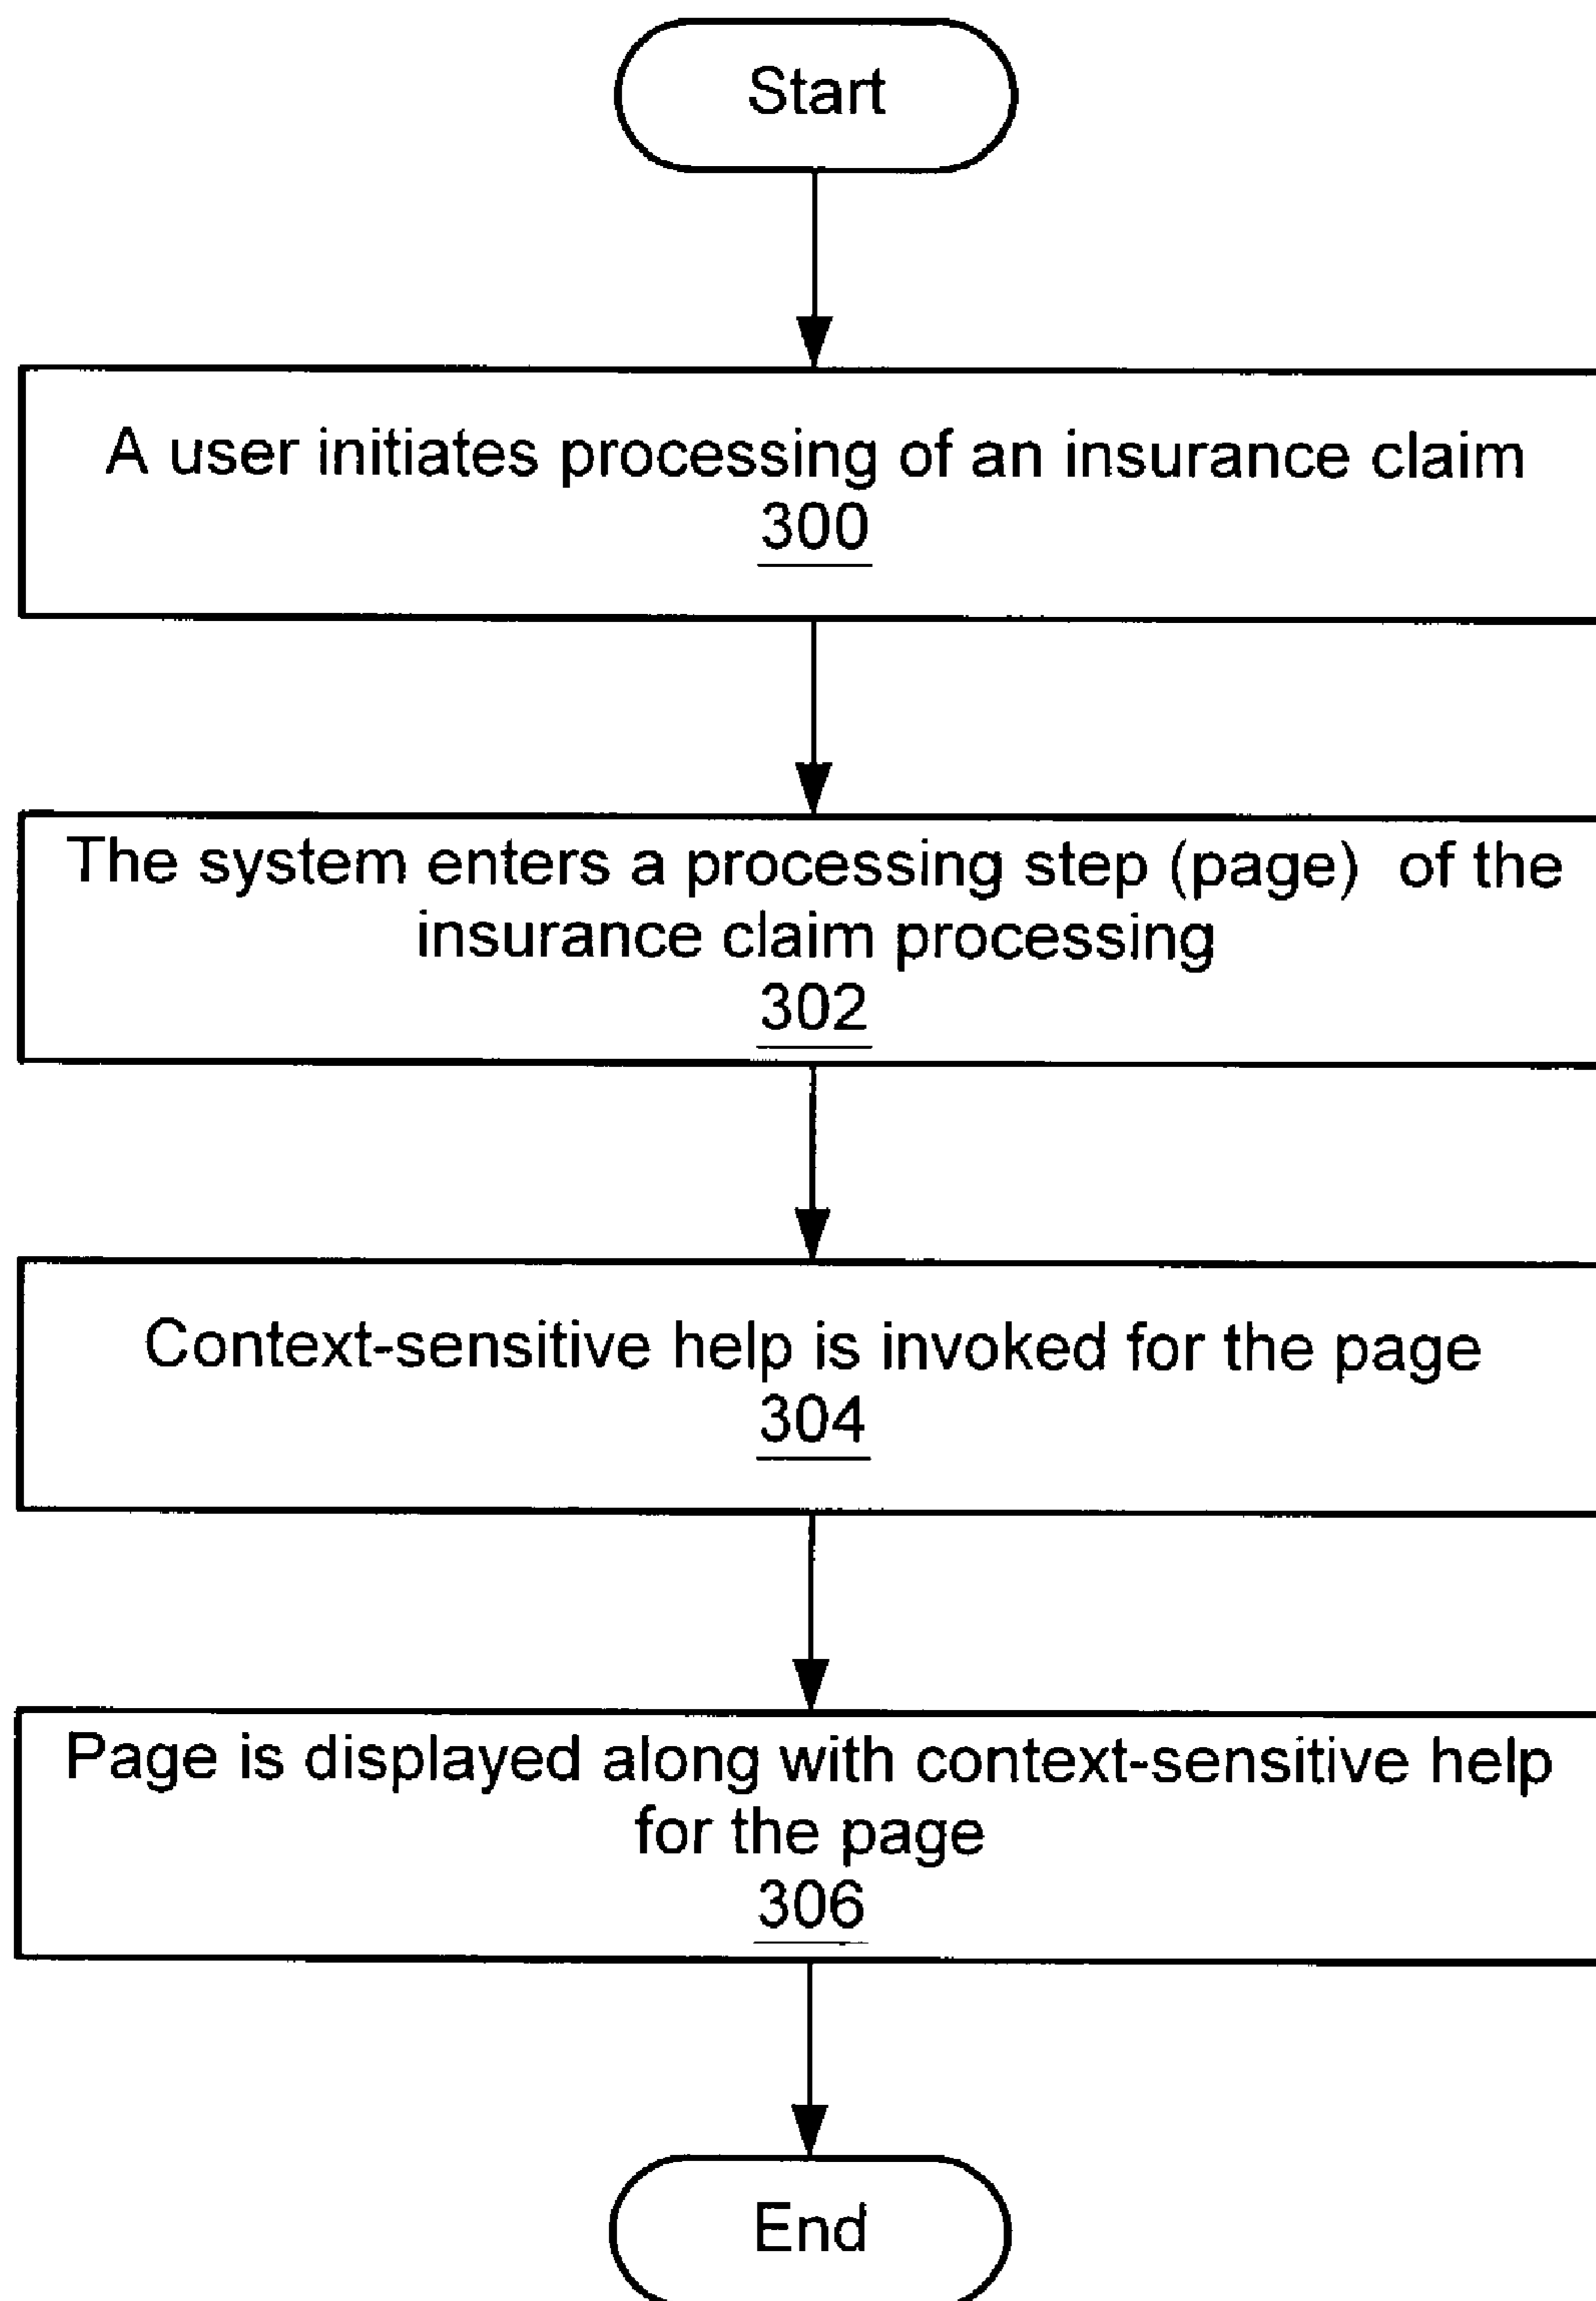 Start
A user initiates processing of an insurance claim
300
The system enters a processing step (page) of the
insurance claim processing
302
Context-sensitive help is invoked for the page
304
Page is displayed along with context-sensitive help
for the page
306
End